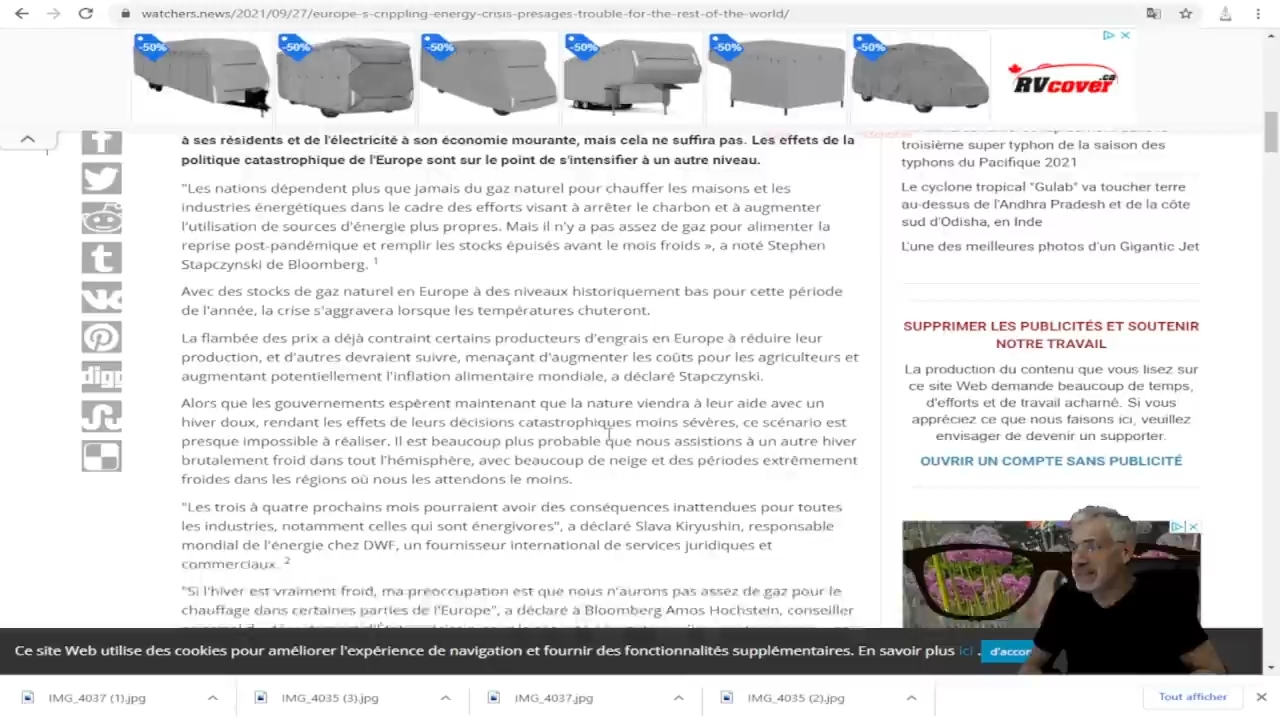 watchers.news/2021/09/27/europe-s-crippling-energy-crisis-presages-trouble-for-the-rest-of-the-world/
-50%
-50%
-50%
-50%
-50%
-50%
RVcover.ca
à ses résidents et de l'électricité à son économie mourante, mais cela ne suffira pas. Les effets de la
politique catastrophique de l'Europe sont sur le point de s'intensifier à un autre niveau.
"Les nations dépendent plus que jamais du gaz naturel pour chauffer les maisons et les
industries énergétiques dans le cadre des efforts visant à arrêter le charbon et à augmenter
l'utilisation de sources d'énergie plus propres. Mais il n'y a pas assez de gaz pour alimenter la
reprise post-pandémique et remplir les stocks épuisés avant le mois froids », a noté Stephen
Stapczynski de Bloomberg. 1
Avec des stocks de gaz naturel en Europe à des niveaux historiquement bas pour cette période
de l'année, la crise s'aggravera lorsque les températures chuteront.
La flambée des prix a déjà contraint certains producteurs d'engrais en Europe à réduire leur
production, et d'autres devraient suivre, menaçant d'augmenter les coûts pour les agriculteurs et
augmentant potentiellement l'inflation alimentaire mondiale, a déclaré Stapczynski.
Alors que les gouvernements espèrent maintenant que la nature viendra à leur aide avec un
hiver doux, rendant les effets de leurs décisions catastrophiques moins sévères, ce scénario est
presque impossible à réaliser. Il est beaucoup plus probable que nous assistions à un autre hiver
brutalement froid dans tout l'hémisphère, avec beaucoup de neige et des périodes extrêmement
froides dans les régions où nous les attendons le moins.
"Les trois à quatre prochains mois pourraient avoir des conséquences inattendues pour toutes
les industries, notamment celles qui sont énergivores", a déclaré Slava Kiryushin, responsable
mondial de l'énergie chez DWF, un fournisseur international de services juridiques et
commerciaux. 2
"Si l'hiver est vraiment froid, ma préoccupation est que nous n'aurons pas assez de gaz pour le
chauffage dans certaines parties de l'Europe", a déclaré à Bloomberg Amos Hochstein, conseiller
troisième super typhon de la saison des
typhons du Pacifique 2021
Le cyclone tropical "Gulab" va toucher terre
au-dessus de l'Andhra Pradesh et de la côte
sud d'Odisha, en Inde
L'une des meilleures photos d'un Gigantic Jet
SUPPRIMER LES PUBLICITÉS ET SOUTENIR
NOTRE TRAVAIL
La production du contenu que vous lisez sur
ce site Web demande beaucoup de temps,
d'efforts et de travail acharné. Si vous
appréciez ce que nous faisons ici, veuillez
envisager de devenir un supporter.
OUVRIR UN COMPTE SANS PUBLICITÉ
digg
Ce site Web utilise des cookies pour améliorer l'expérience de navigation et fournir des fonctionnalités supplémentaires. En savoir plus ici .
d'accor
IMG_4037 (1).jpg
IMG_4035 (3).jpg
IMG_4037.jpg
IMG_4035 (2).jpg
Tout afficher